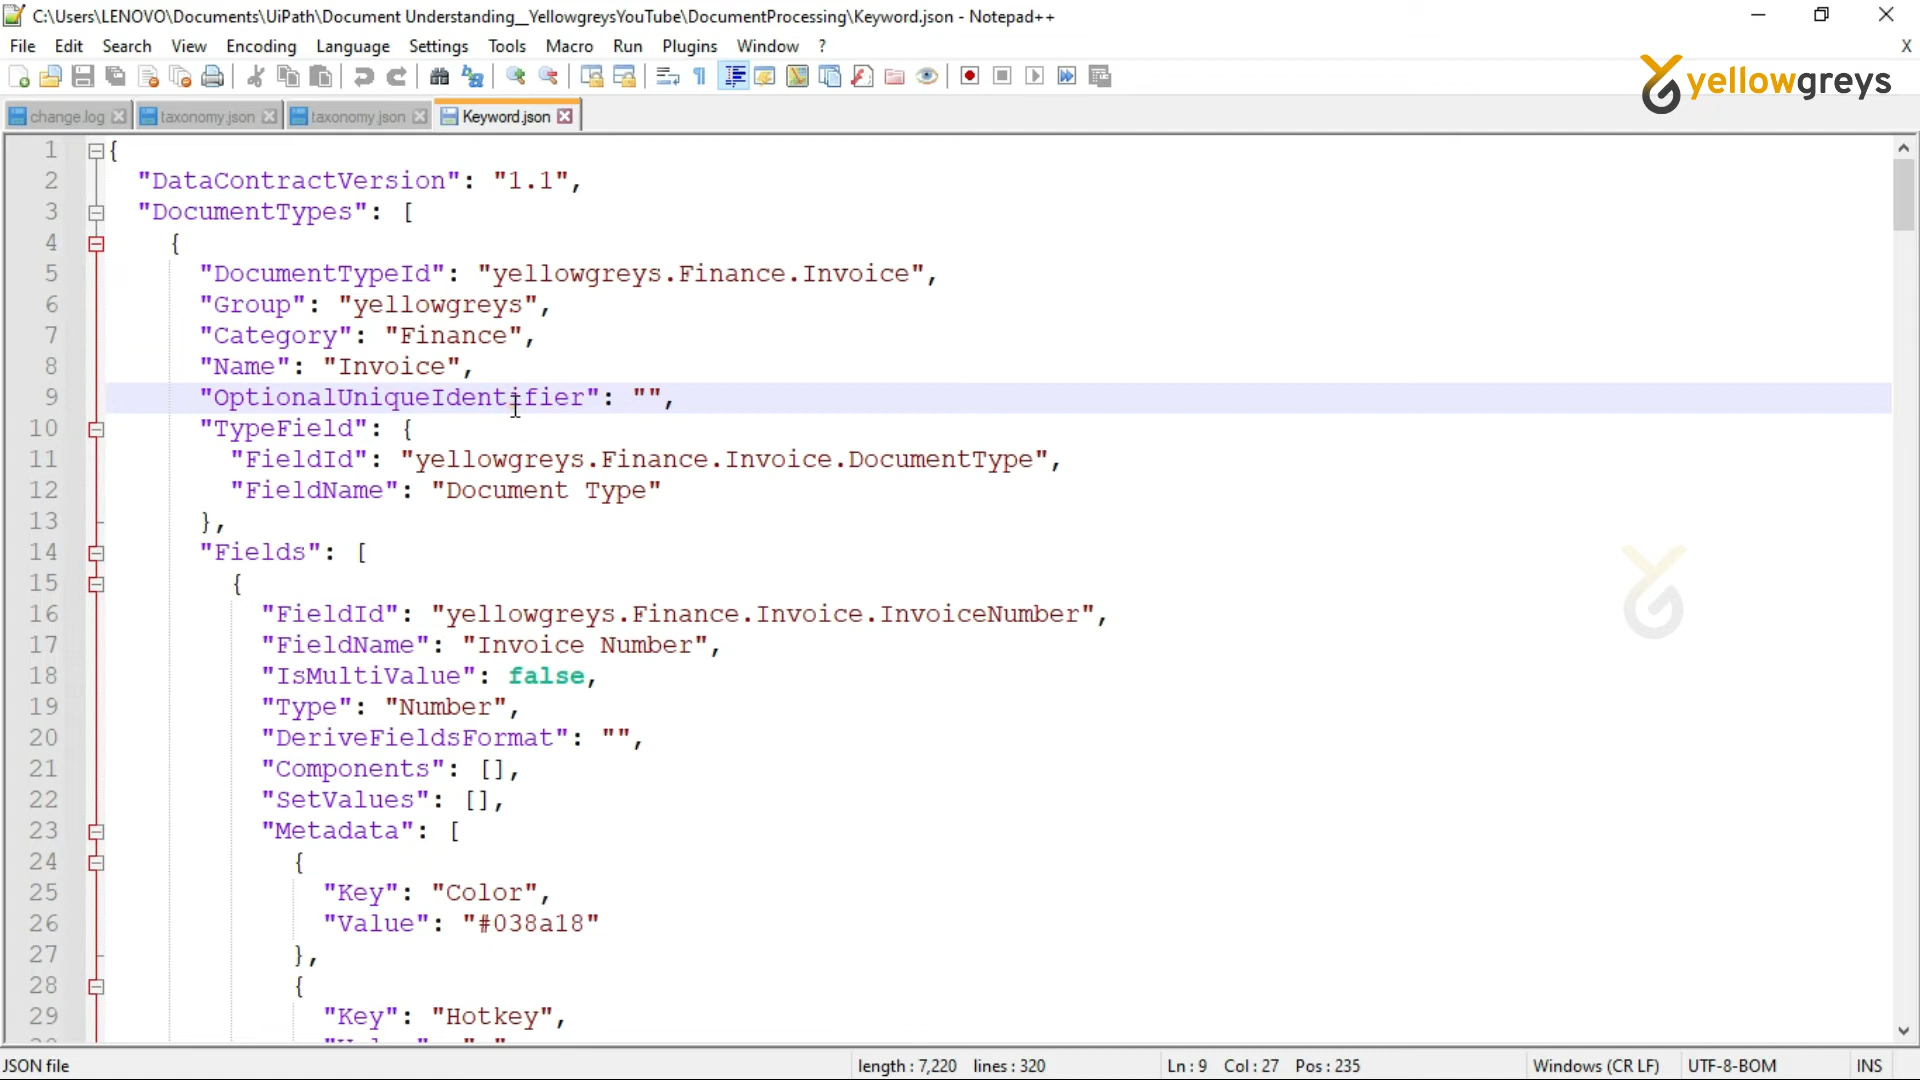 C:\Users\LENOVO\Documents\UiPath\Document Understanding_YellowgreysYouTube\DocumentProcessing\Keyword.json - Notepad++
File Edit Search View Encoding Language Settings Tools Macro Run Plugins Window ? X
yellowgreys
change.log taxonomy.json taxonomy.json Keyword.json
1 {
2 "DataContractVersion": "1.1",
3 "DocumentTypes": [
4 {
5 "DocumentTypeId": "yellowgreys.Finance.Invoice",
6 "Group": "yellowgreys",
7 "Category": "Finance",
8 "Name": "Invoice",
9 "OptionalUniqueIdentifier": "",
10 "TypeField": {
11 "FieldId": "yellowgreys.Finance.Invoice.DocumentType",
12 "FieldName": "Document Type"
13 },
14 "Fields": [
15 {
16 "FieldId": "yellowgreys.Finance.Invoice.InvoiceNumber",
17 "FieldName": "Invoice Number",
18 "IsMultiValue": false,
19 "Type": "Number",
20 "DeriveFieldsFormat": "",
21 "Components": [],
22 "SetValues": [],
23 "Metadata": [
24 {
25 "Key": "Color",
26 "Value": "#038a18"
27 },
28 {
29 "Key": "Hotkey",
JSON file length : 7,220 lines : 320 Ln : 9 Col : 27 Pos : 235 Windows (CR LF) UTF-8-BOM INS